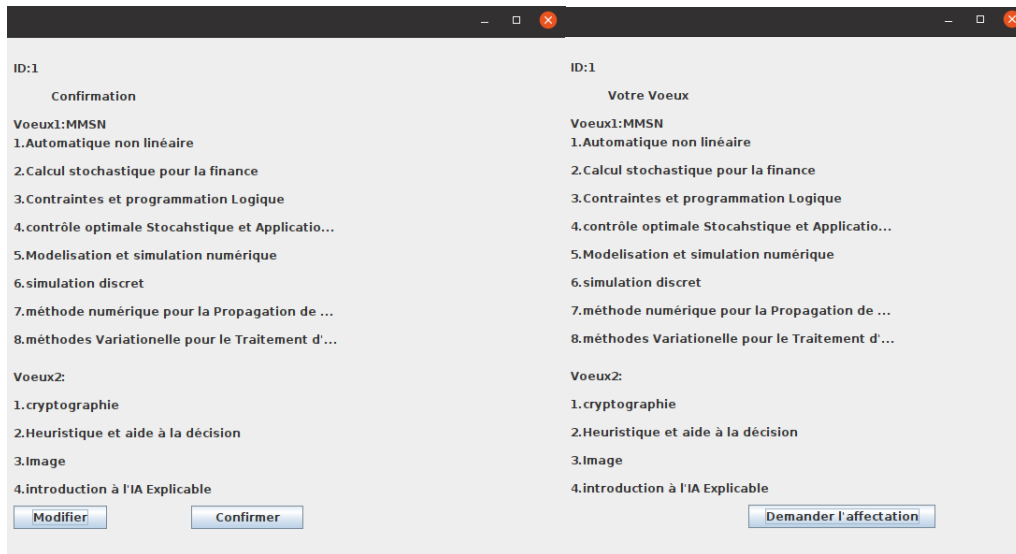 ID:1
Confirmation
Voeux1:MMSN
1.Automatique non linéaire
2.Calcul stochastique pour la finance
3.Contraintes et programmation Logique
4.contrôle optimale Stocahstique et Applicatio...
5.Modelisation et simulation numérique
6.simulation discret
7.méthode numérique pour la Propagation de ...
8.méthodes Variationelle pour le Traitement d'...
Voeux2:
1.cryptographie
2.Heuristique et aide à la décision
3.Image
4.introduction à l'IA Explicable
Modifier
Confirmer
ID:1
Votre Voeux
Voeux1:MMSN
1.Automatique non linéaire
2.Calcul stochastique pour la finance
3.Contraintes et programmation Logique
4.contrôle optimale Stocahstique et Applicatio...
5.Modelisation et simulation numérique
6.simulation discret
7.méthode numérique pour la Propagation de ...
8.méthodes Variationelle pour le Traitement d'...
Voeux2:
1.cryptographie
2.Heuristique et aide à la décision
3.Image
4.introduction à l'IA Explicable
Demander l'affectation